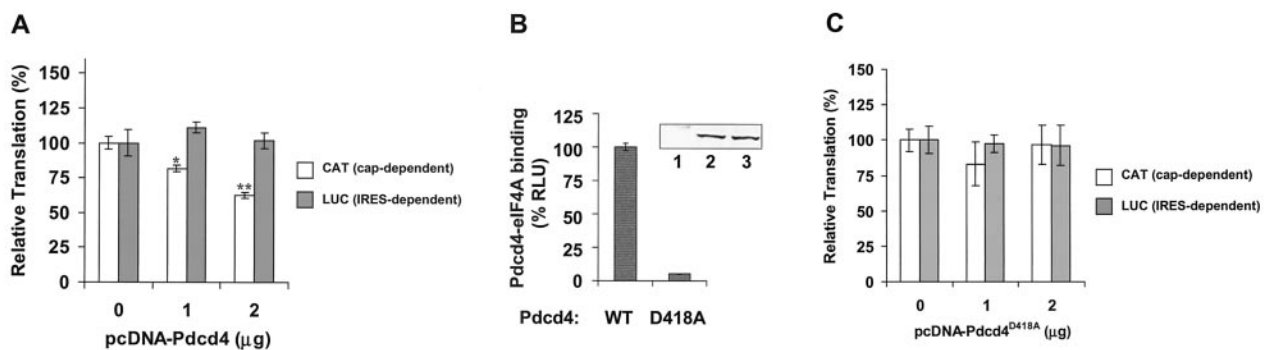 A
Relative Translation (%)
150
125
100
75
50
25
0
*
**
0 1 2
pcDNA-Pdcd4 (μg)
CAT (cap-dependent)
LUC (IRES-dependent)
B
Pdcd4-eIF4A binding
(% RLU)
125
100
75
50
25
0
1 2 3
Pdcd4: WT D418A
C
Relative Translation (%)
150
125
100
75
50
25
0
0 1 2
pcDNA-Pdcd4D418A (μg)
CAT (cap-dependent)
LUC (IRES-dependent)